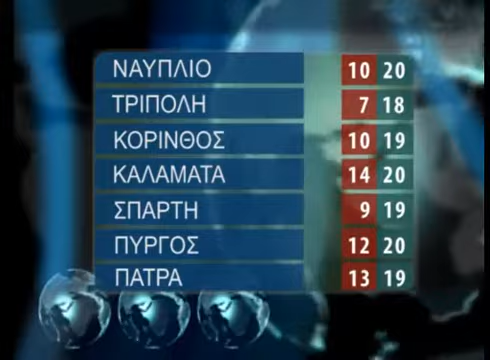 ΝΑΥΠΛΙΟ 10 20
ΤΡΙΠΟΛΗ 7 18
ΚΟΡΙΝΘΟΣ 10 19
ΚΑΛΑΜΑΤΑ 14 20
ΣΠΑΡΤΗ 9 19
ΠΥΡΓΟΣ 12 20
ΠΑΤΡΑ 13 19